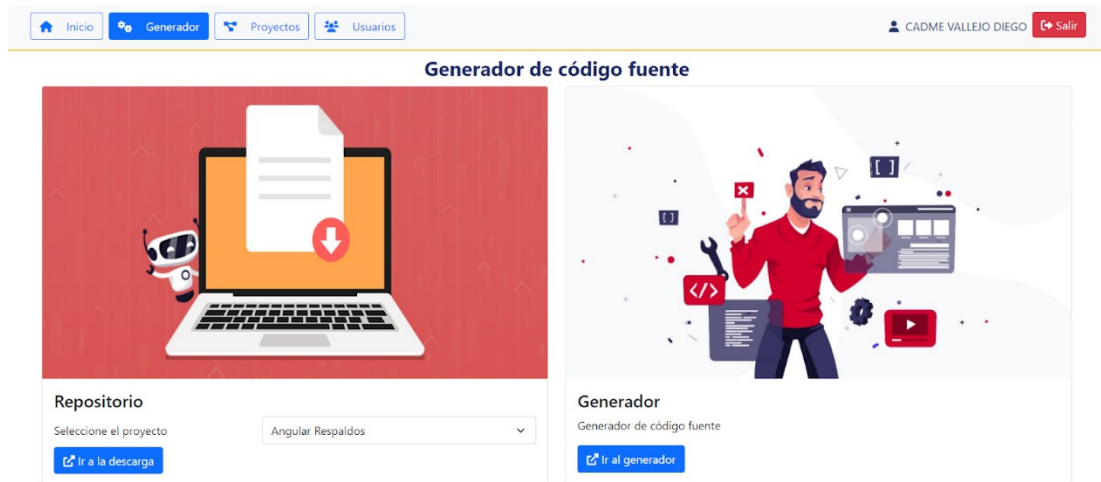 Inicio Generador Proyectos Usuarios CADME VALLEJO DIEGO Salir
Generador de código fuente
[ ]
[ ]
</>
Repositorio
Seleccione el proyecto Angular Respaldos
Ir a la descarga
Generador
Generador de código fuente
Ir al generador